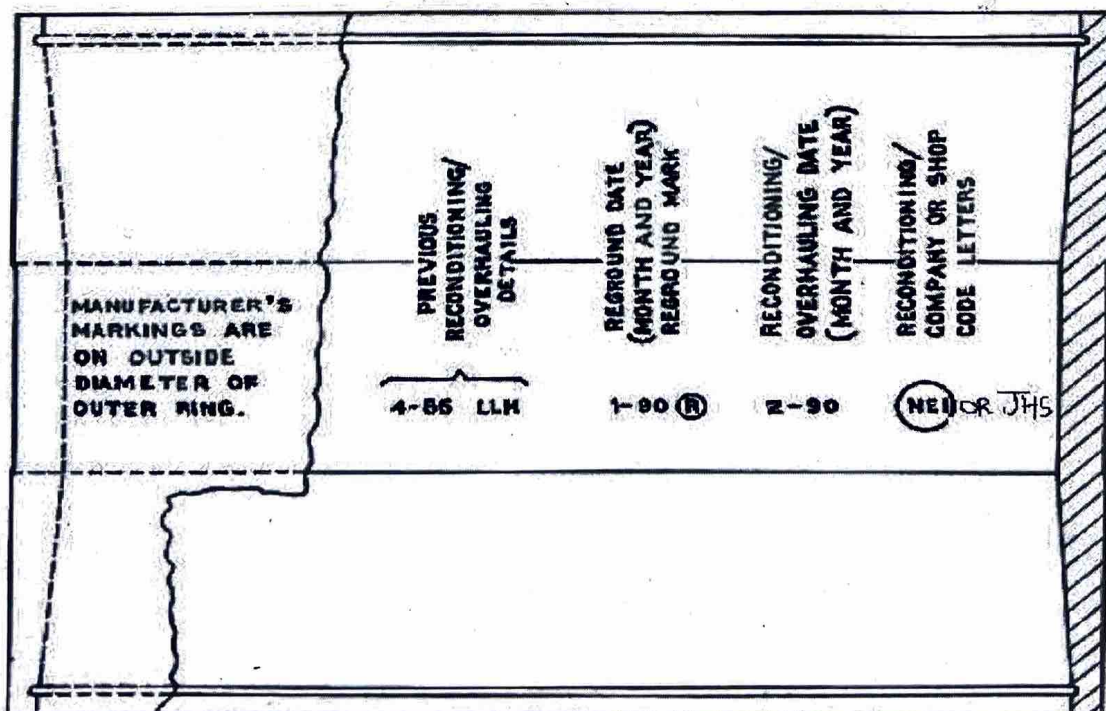 MANUFACTURER'S
MARKINGS ARE
ON OUTSIDE
DIAMETER OF
OUTER RING.
PREVIOUS
RECONDITIONING/
OVERHAULING
DETAILS
4-86 LLH
REGROUND DATE
(MONTH AND YEAR)
REGROUND MARK
1-90 R
RECONDITIONING/
OVERHAULING DATE
(MONTH AND YEAR)
2-90
RECONDITIONING/
COMPANY OR SHOP
CODE LETTERS
NEI OR JHS